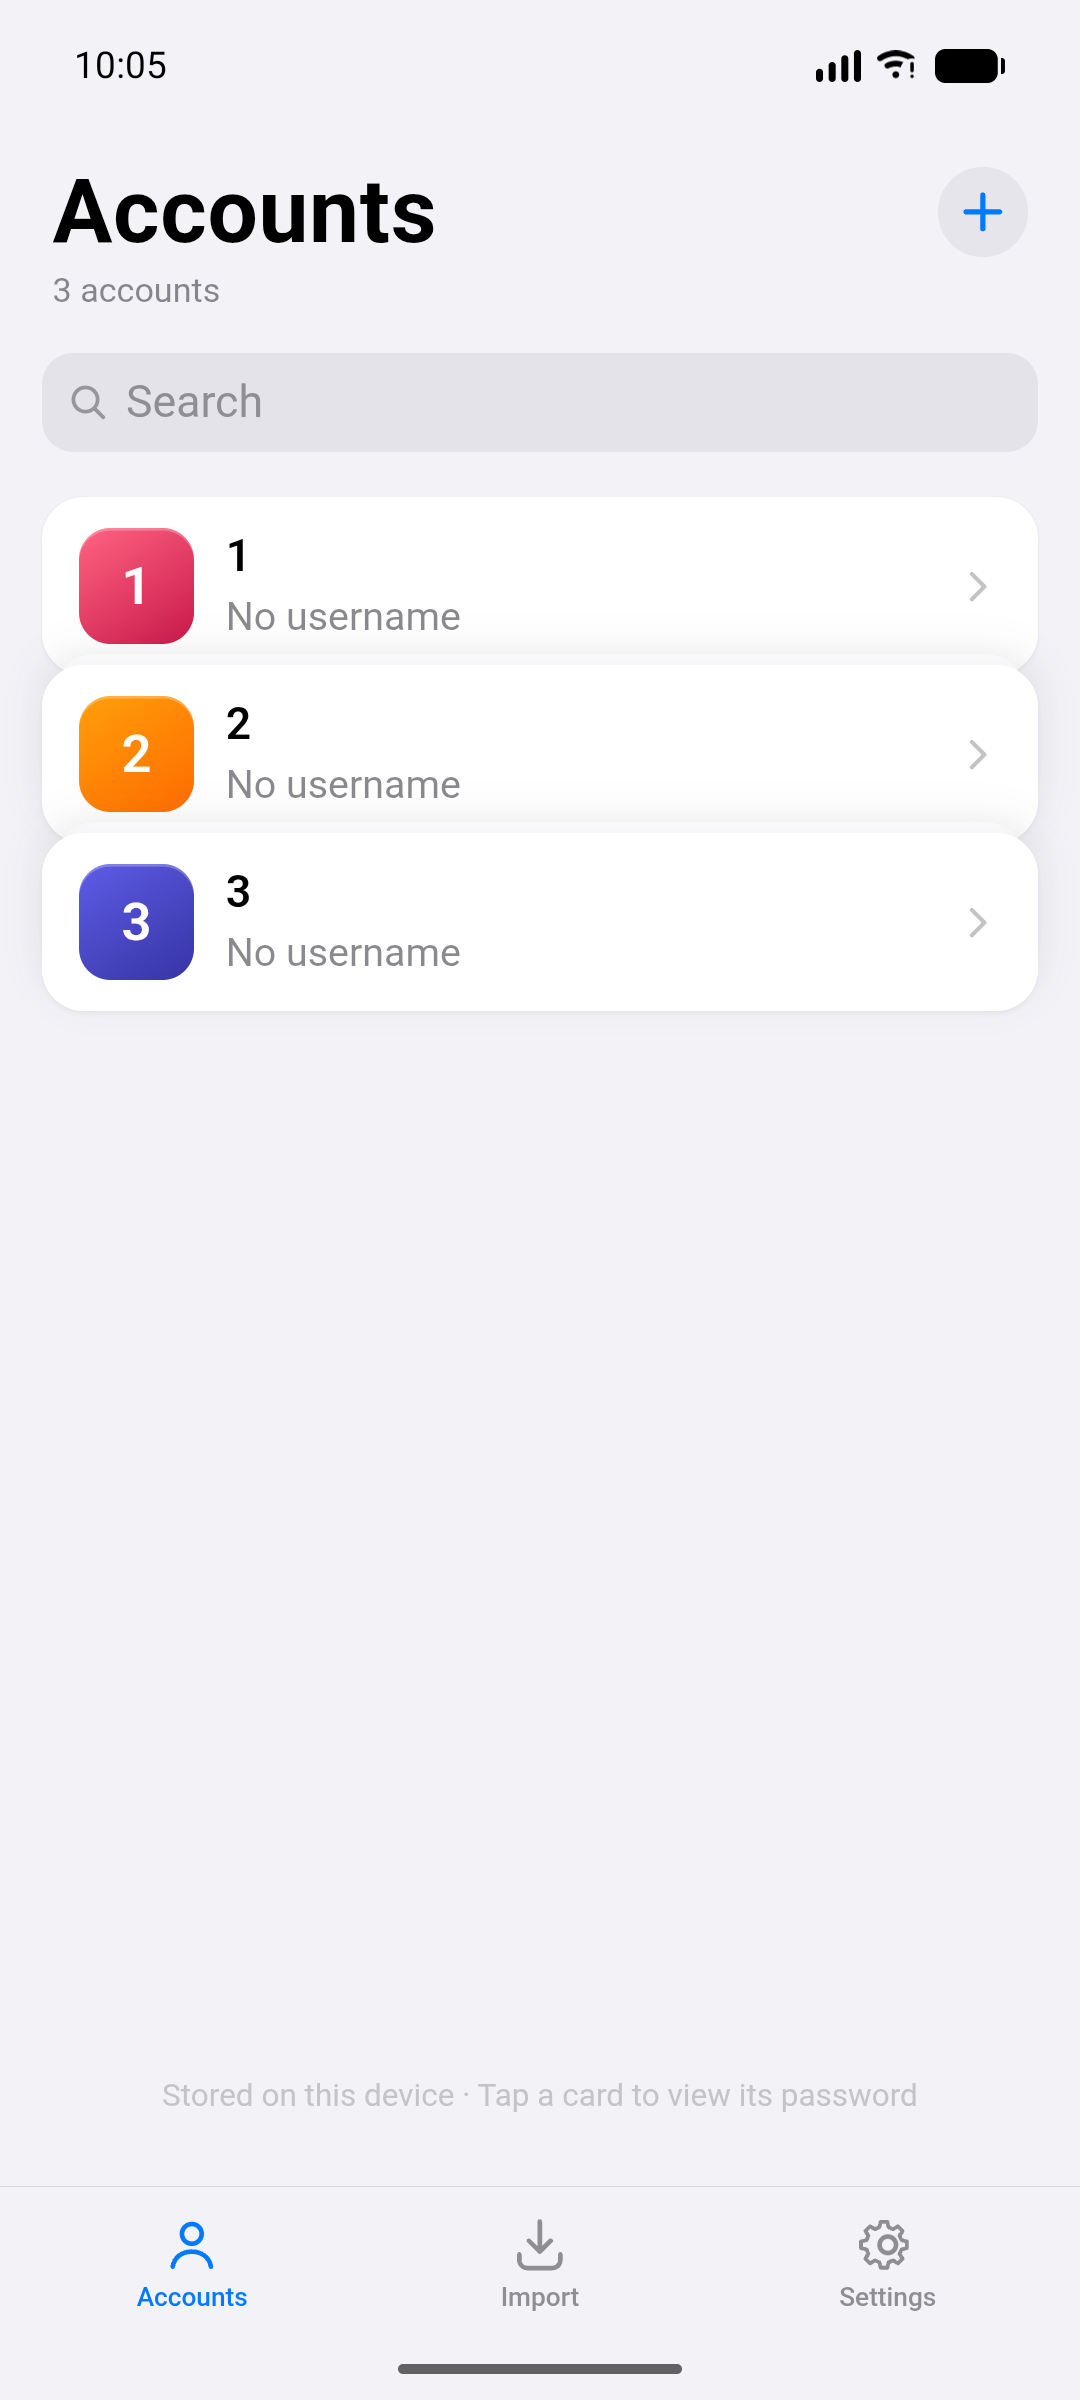 10:05
Accounts
3 accounts
Search
1
1
No username
2
2
No username
3
3
No username
Stored on this device · Tap a card to view its password
Accounts
Import
Settings